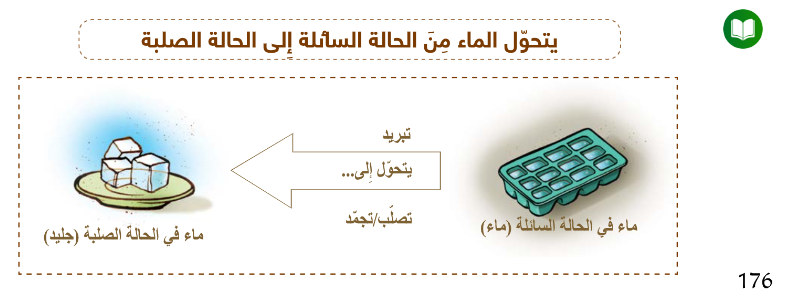 يتحوّل الماء مِنَ الحالة السائلة إِلى الحالة الصلبة
تبريد
يتحوّل إِلى...
تصلّب/تجمّد
ماء في الحالة السائلة (ماء)
ماء في الحالة الصلبة (جليد)
176